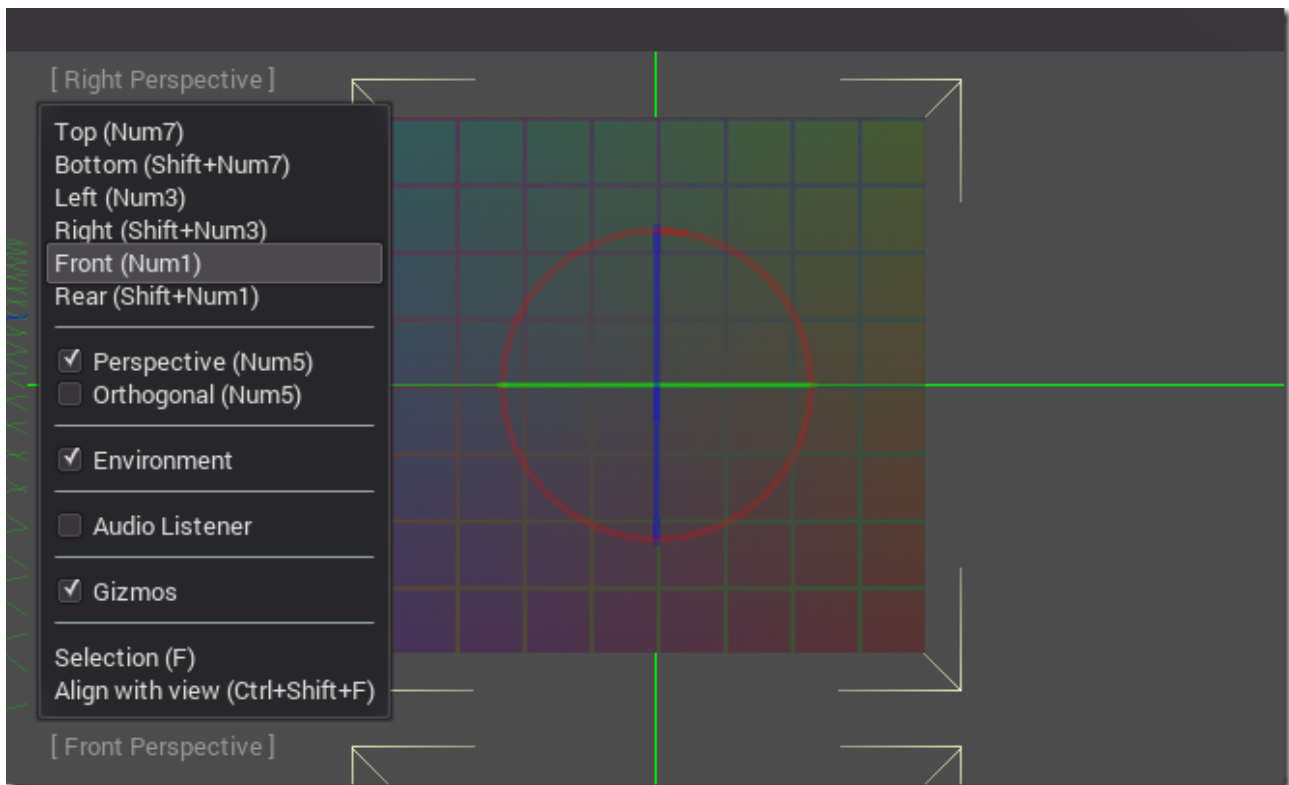 [ Right Perspective ]
Top (Num7)
Bottom (Shift+Num7)
Left (Num3)
Right (Shift+Num3)
Front (Num1)
Rear (Shift+Num1)
Perspective (Num5)
Orthogonal (Num5)
Environment
Audio Listener
Gizmos
Selection (F)
Align with view (Ctrl+Shift+F)
[ Front Perspective ]